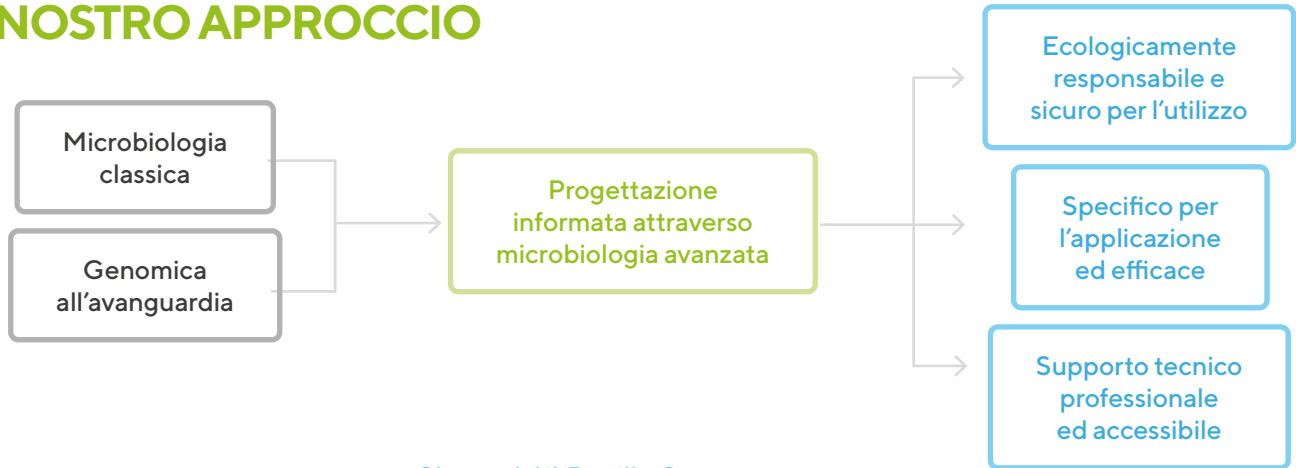 NOSTRO APPROCCIO
Microbiologia
classica
Genomica
all'avanguardia
Progettazione
informata attraverso
microbiologia avanzata
Ecologicamente
responsabile e
sicuro per l'utilizzo
Specifico per
l'applicazione
ed efficace
Supporto tecnico
professionale
ed accessibile